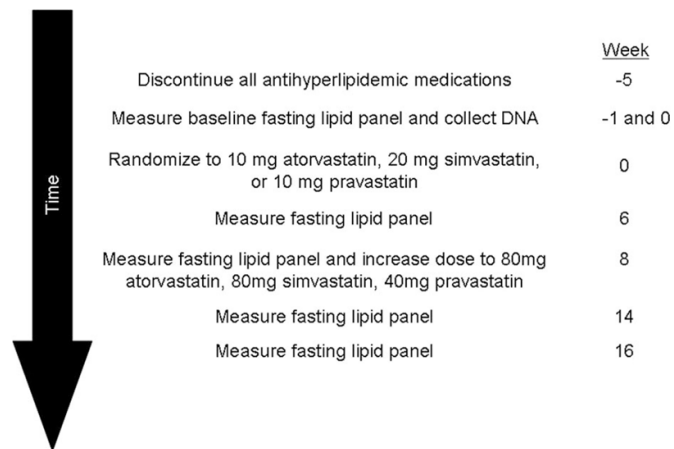 Week
Discontinue all antihyperlipidemic medications -5
Measure baseline fasting lipid panel and collect DNA -1 and 0
Randomize to 10 mg atorvastatin, 20 mg simvastatin,
or 10 mg pravastatin 0
Measure fasting lipid panel 6
Measure fasting lipid panel and increase dose to 80mg
atorvastatin, 80mg simvastatin, 40mg pravastatin 8
Measure fasting lipid panel 14
Measure fasting lipid panel 16
Time